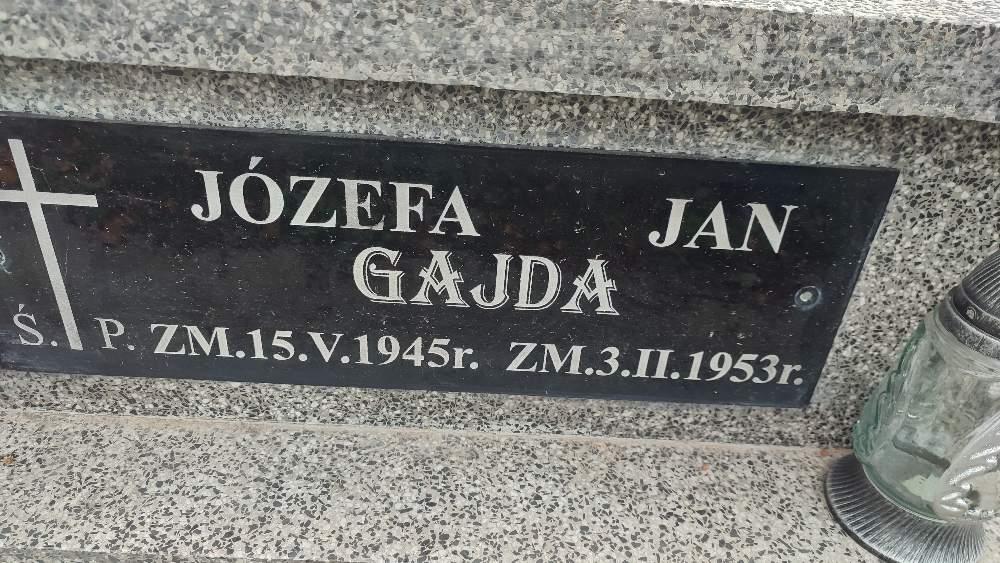 JÓZEFA JAN
GAJDA
Ś. P. ZM.15.V.1945r. ZM.3.II.1953r.